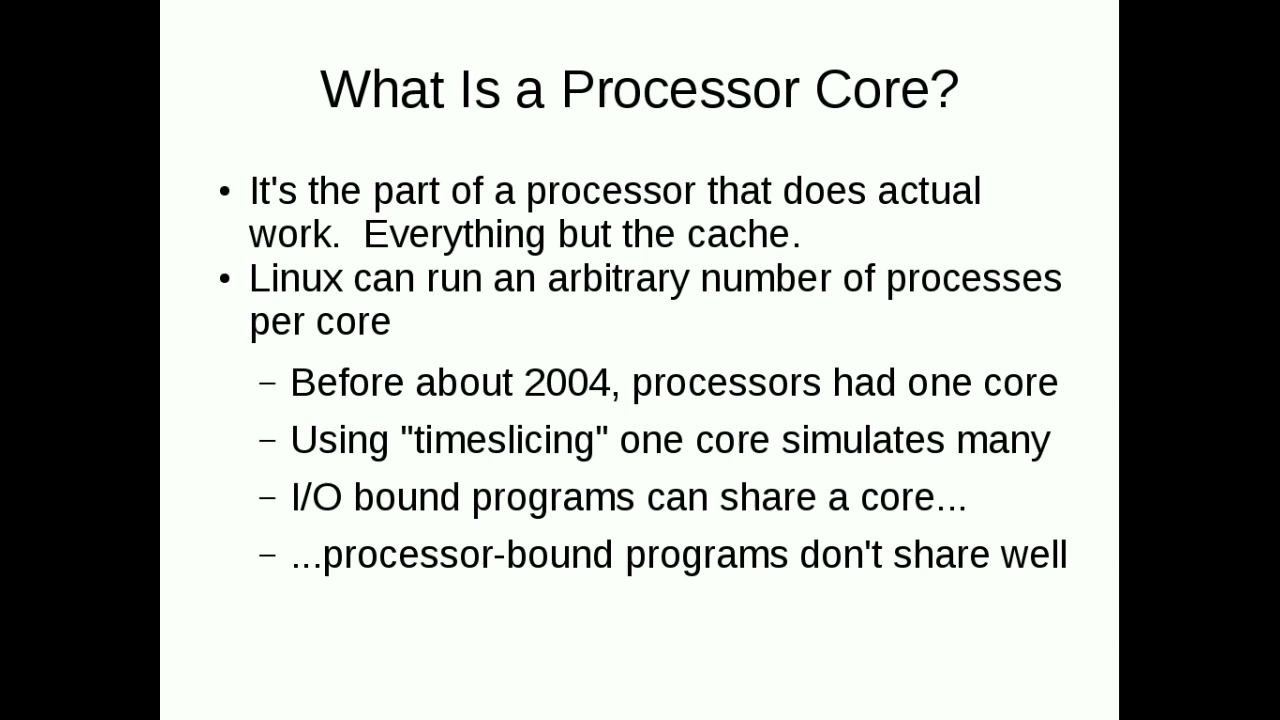 What Is a Processor Core?
• It's the part of a processor that does actual
work.  Everything but the cache.
• Linux can run an arbitrary number of processes
per core
– Before about 2004, processors had one core
– Using "timeslicing" one core simulates many
– I/O bound programs can share a core...
– ...processor-bound programs don't share well